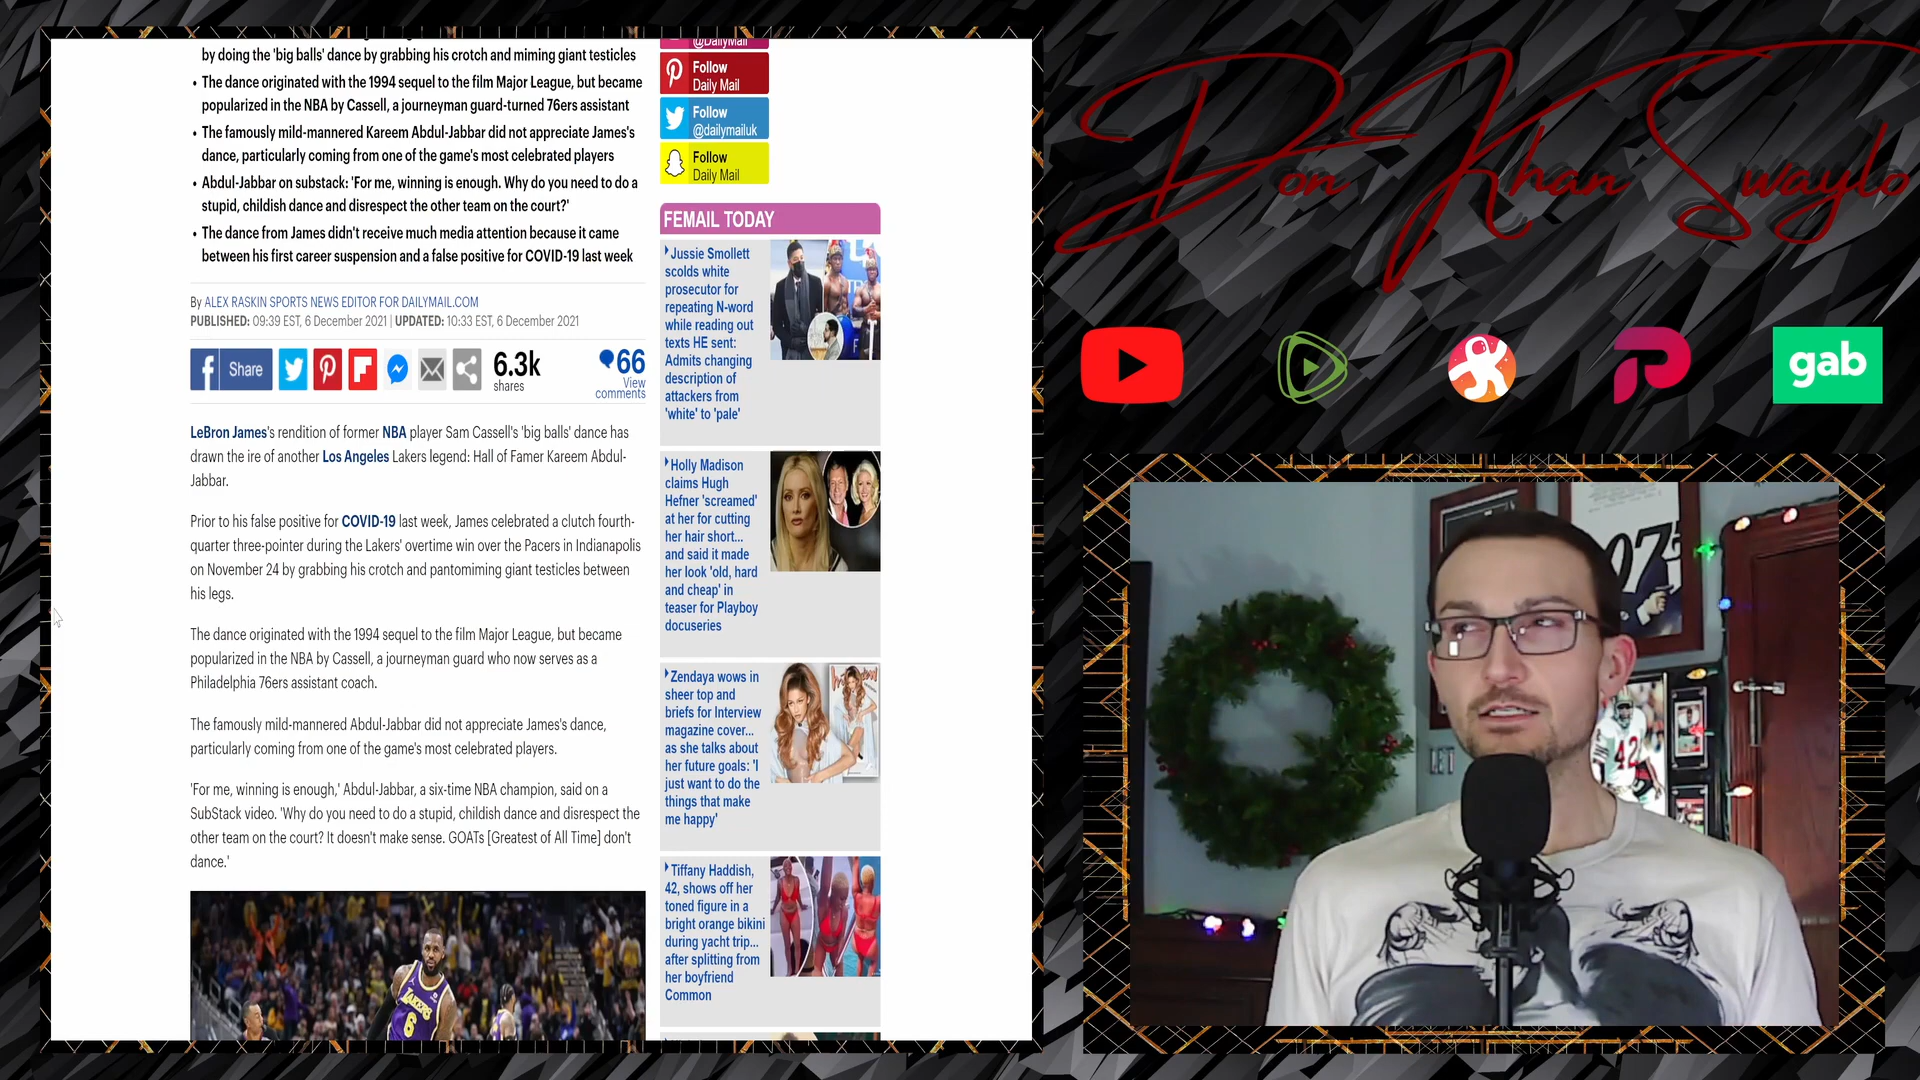 by doing the 'big balls' dance by grabbing his crotch and miming giant testicles
• The dance originated with the 1994 sequel to the film Major League, but became
popularized in the NBA by Cassell, a journeyman guard-turned 76ers assistant
• The famously mild-mannered Kareem Abdul-Jabbar did not appreciate James's
dance, particularly coming from one of the game's most celebrated players
• Abdul-Jabbar on substack: 'For me, winning is enough. Why do you need to do a
stupid, childish dance and disrespect the other team on the court?'
• The dance from James didn't receive much media attention because it came
between his first career suspension and a false positive for COVID-19 last week
By ALEX RASKIN SPORTS NEWS EDITOR FOR DAILYMAIL.COM
PUBLISHED: 09:39 EST, 6 December 2021 | UPDATED: 10:33 EST, 6 December 2021
Share
6.3k
shares
66
View
comments
LeBron James's rendition of former NBA player Sam Cassell's 'big balls' dance has
drawn the ire of another Los Angeles Lakers legend: Hall of Famer Kareem Abdul-
Jabbar.
Prior to his false positive for COVID-19 last week, James celebrated a clutch fourth-
quarter three-pointer during the Lakers' overtime win over the Pacers in Indianapolis
on November 24 by grabbing his crotch and pantomiming giant testicles between
his legs.
The dance originated with the 1994 sequel to the film Major League, but became
popularized in the NBA by Cassell, a journeyman guard who now serves as a
Philadelphia 76ers assistant coach.
The famously mild-mannered Abdul-Jabbar did not appreciate James's dance,
particularly coming from one of the game's most celebrated players.
'For me, winning is enough,' Abdul-Jabbar, a six-time NBA champion, said on a
SubStack video. 'Why do you need to do a stupid, childish dance and disrespect the
other team on the court? It doesn't make sense. GOATs [Greatest of All Time] don't
dance.'
LAKERS
6
@DailyMail
Follow
Daily Mail
Follow
@dailymailuk
Follow
Daily Mail
FEMAIL TODAY
Jussie Smollett
scolds white
prosecutor for
repeating N-word
while reading out
texts HE sent:
Admits changing
description of
attackers from
'white' to 'pale'
Holly Madison
claims Hugh
Hefner 'screamed'
at her for cutting
her hair short...
and said it made
her look 'old, hard
and cheap' in
teaser for Playboy
docuseries
Zendaya wows in
sheer top and
briefs for Interview
magazine cover...
as she talks about
her future goals: 'I
just want to do the
things that make
me happy'
Tiffany Haddish,
42, shows off her
toned figure in a
bright orange bikini
during yacht trip...
after splitting from
her boyfriend
Common
Don Khan Swaylo
gab
007
42